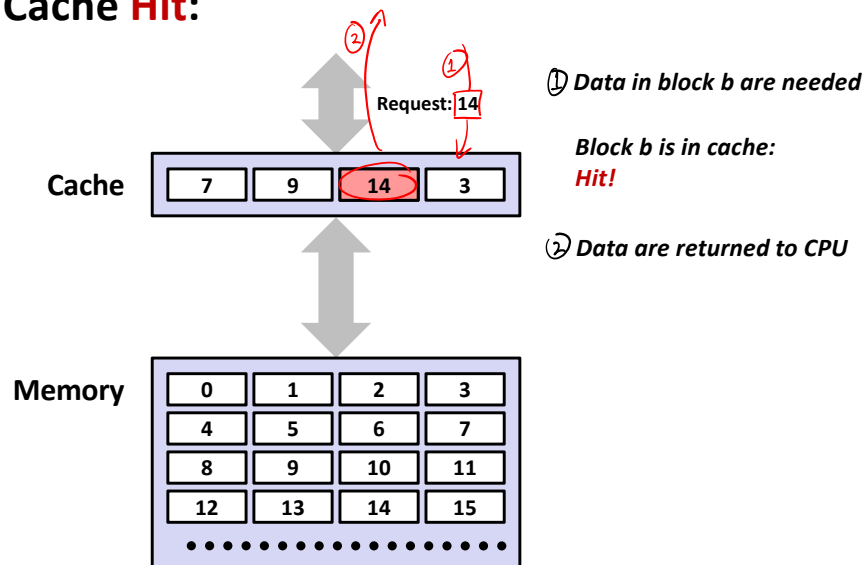 Cache Hit:
②
①
Request: 14
① Data in block b are needed
Block b is in cache:
Hit!
Cache
7 9 14 3
② Data are returned to CPU
Memory
0 1 2 3
4 5 6 7
8 9 10 11
12 13 14 15